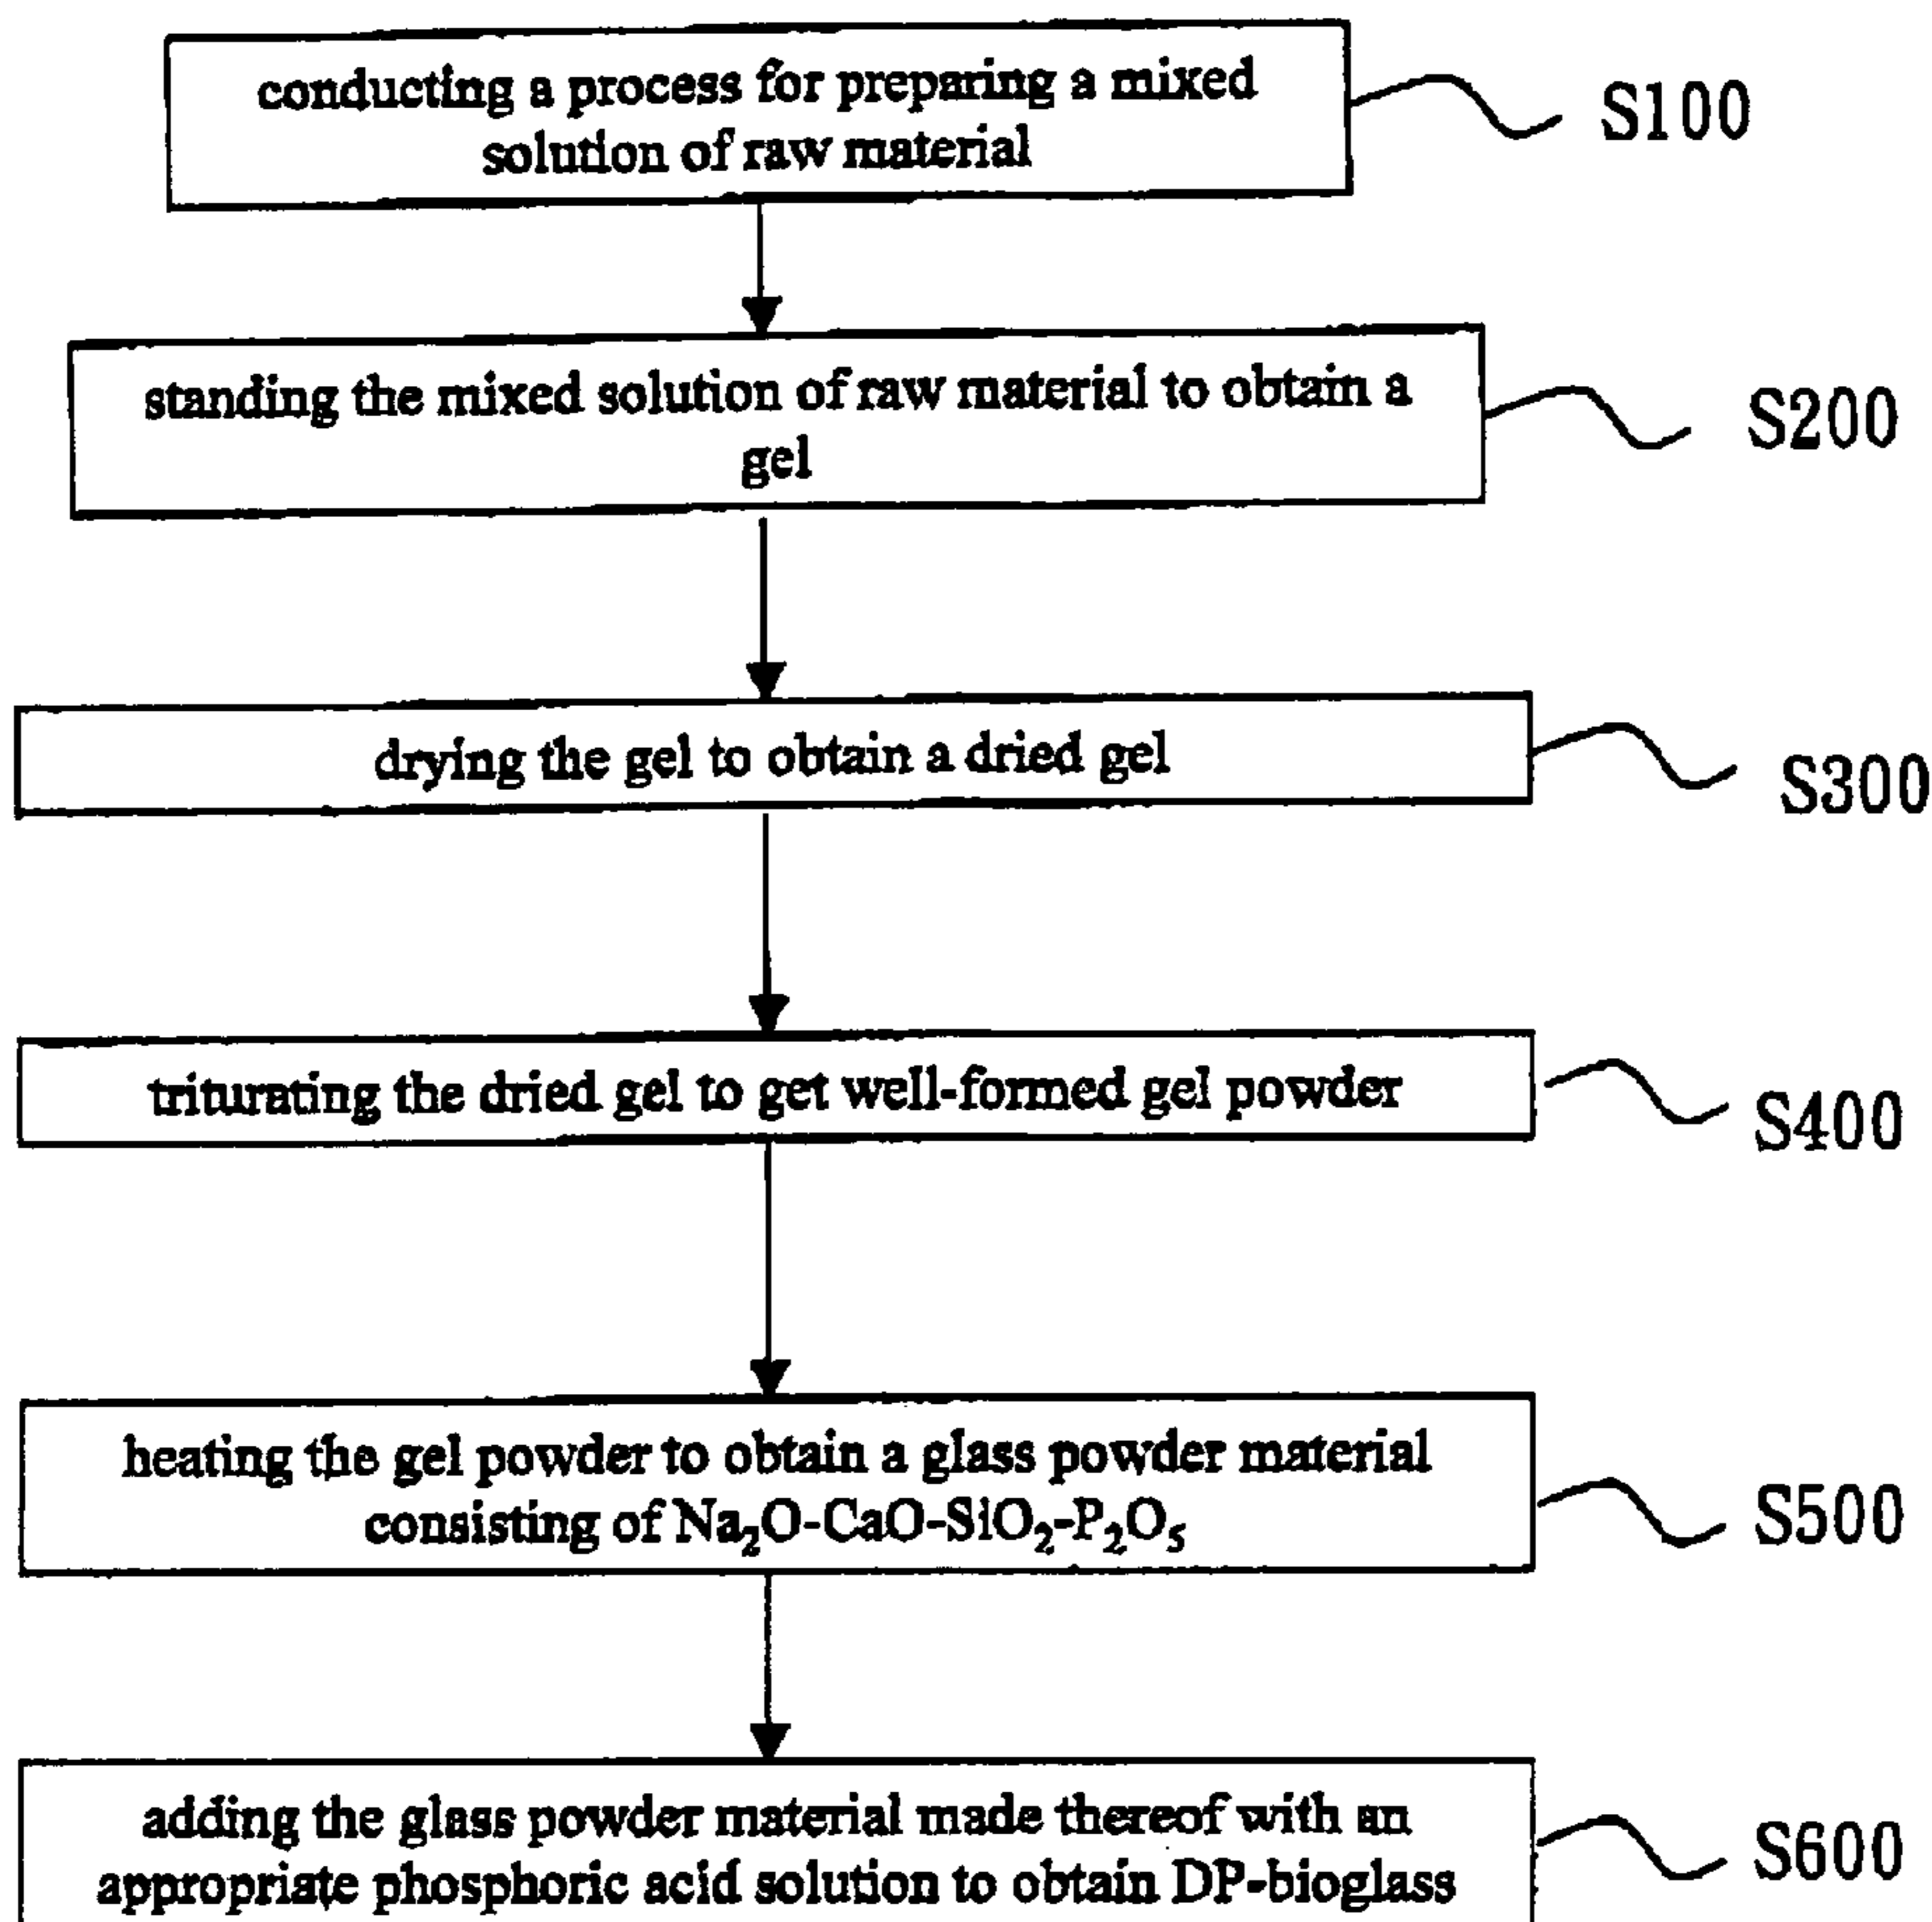 conducting a process for preparing a mixed
solution of raw material
S100
standing the mixed solution of raw material to obtain a
gel
S200
drying the gel to obtain a dried gel
S300
triturating the dried gel to get well-formed gel powder
S400
heating the gel powder to obtain a glass powder material
consisting of Na₂O-CaO-SiO₂-P₂O₅
S500
adding the glass powder material made thereof with an
appropriate phosphoric acid solution to obtain DP-bioglass
S600